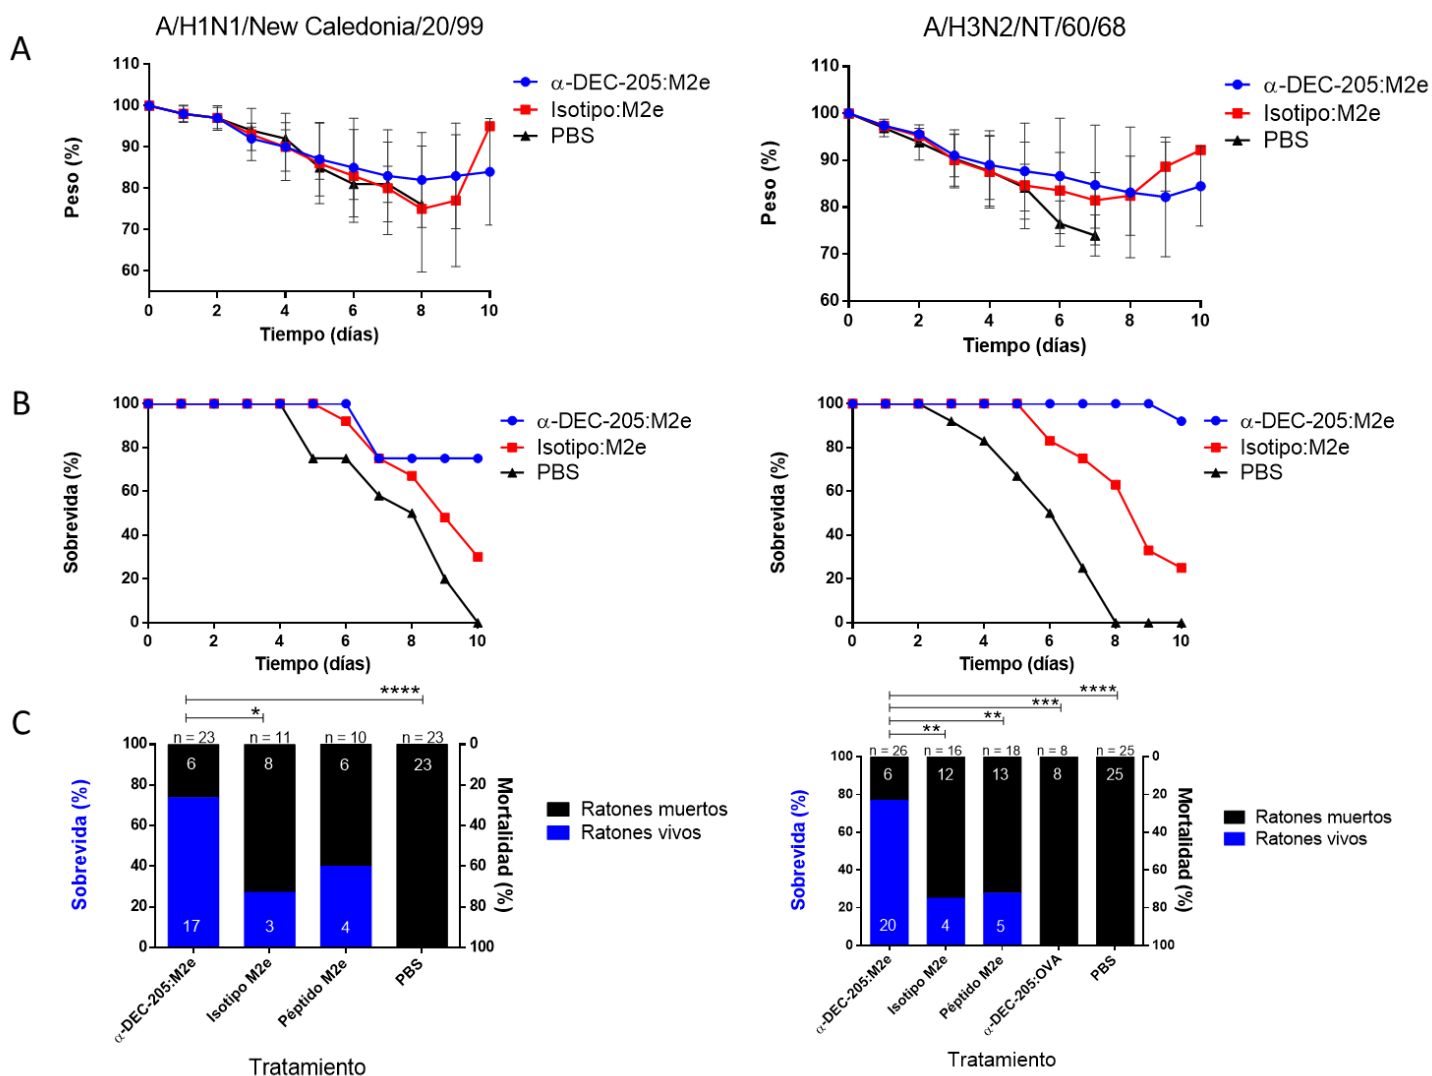 A/H1N1/New Caledonia/20/99
A/H3N2/NT/60/68
A
110
100
90
80
70
60
Peso (%)
0 2 4 6 8 10
Tiempo (días)
α-DEC-205:M2e
Isotipo:M2e
PBS
110
100
90
80
70
60
Peso (%)
0 2 4 6 8 10
Tiempo (días)
α-DEC-205:M2e
Isotipo:M2e
PBS
B
100
80
60
40
20
0
Sobrevida (%)
0 2 4 6 8 10
Tiempo (días)
α-DEC-205:M2e
Isotipo:M2e
PBS
100
80
60
40
20
0
Sobrevida (%)
0 2 4 6 8 10
Tiempo (días)
α-DEC-205:M2e
Isotipo:M2e
PBS
C
****
*
n = 23 n = 11 n = 10 n = 23
100
80
60
40
20
0
Sobrevida (%)
6 8 6 23
17 3 4
0
20
40
60
80
100
Mortalidad (%)
α-DEC-205:M2e
Isotipo M2e
Péptido M2e
PBS
Tratamiento
Ratones muertos
Ratones vivos
****
***
**
**
n = 26 n = 16 n = 18 n = 8 n = 25
100
80
60
40
20
0
Sobrevida (%)
6 12 13 8 25
20 4 5
0
20
40
60
80
100
Mortalidad (%)
α-DEC-205:M2e
Isotipo M2e
Péptido M2e
α-DEC-205:OVA
PBS
Tratamiento
Ratones muertos
Ratones vivos